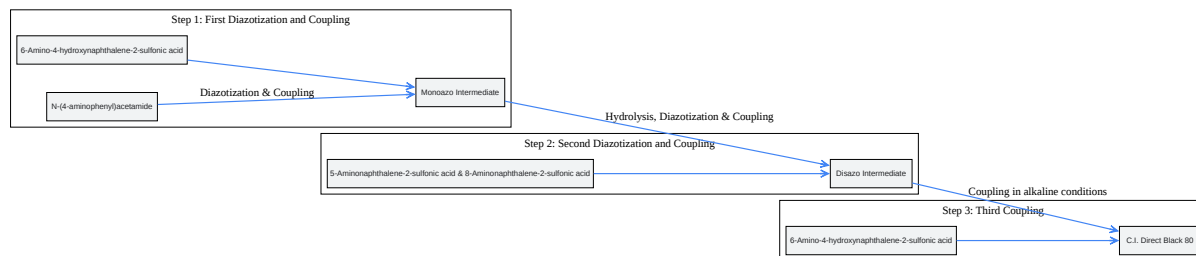 Step 1: First Diazotization and Coupling
6-Amino-4-hydroxynaphthalene-2-sulfonic acid
N-(4-aminophenyl)acetamide
Diazotization & Coupling
Monoazo Intermediate
Hydrolysis, Diazotization & Coupling
Step 2: Second Diazotization and Coupling
5-Aminonaphthalene-2-sulfonic acid & 8-Aminonaphthalene-2-sulfonic acid
Disazo Intermediate
Coupling in alkaline conditions
Step 3: Third Coupling
6-Amino-4-hydroxynaphthalene-2-sulfonic acid
C.I. Direct Black 80